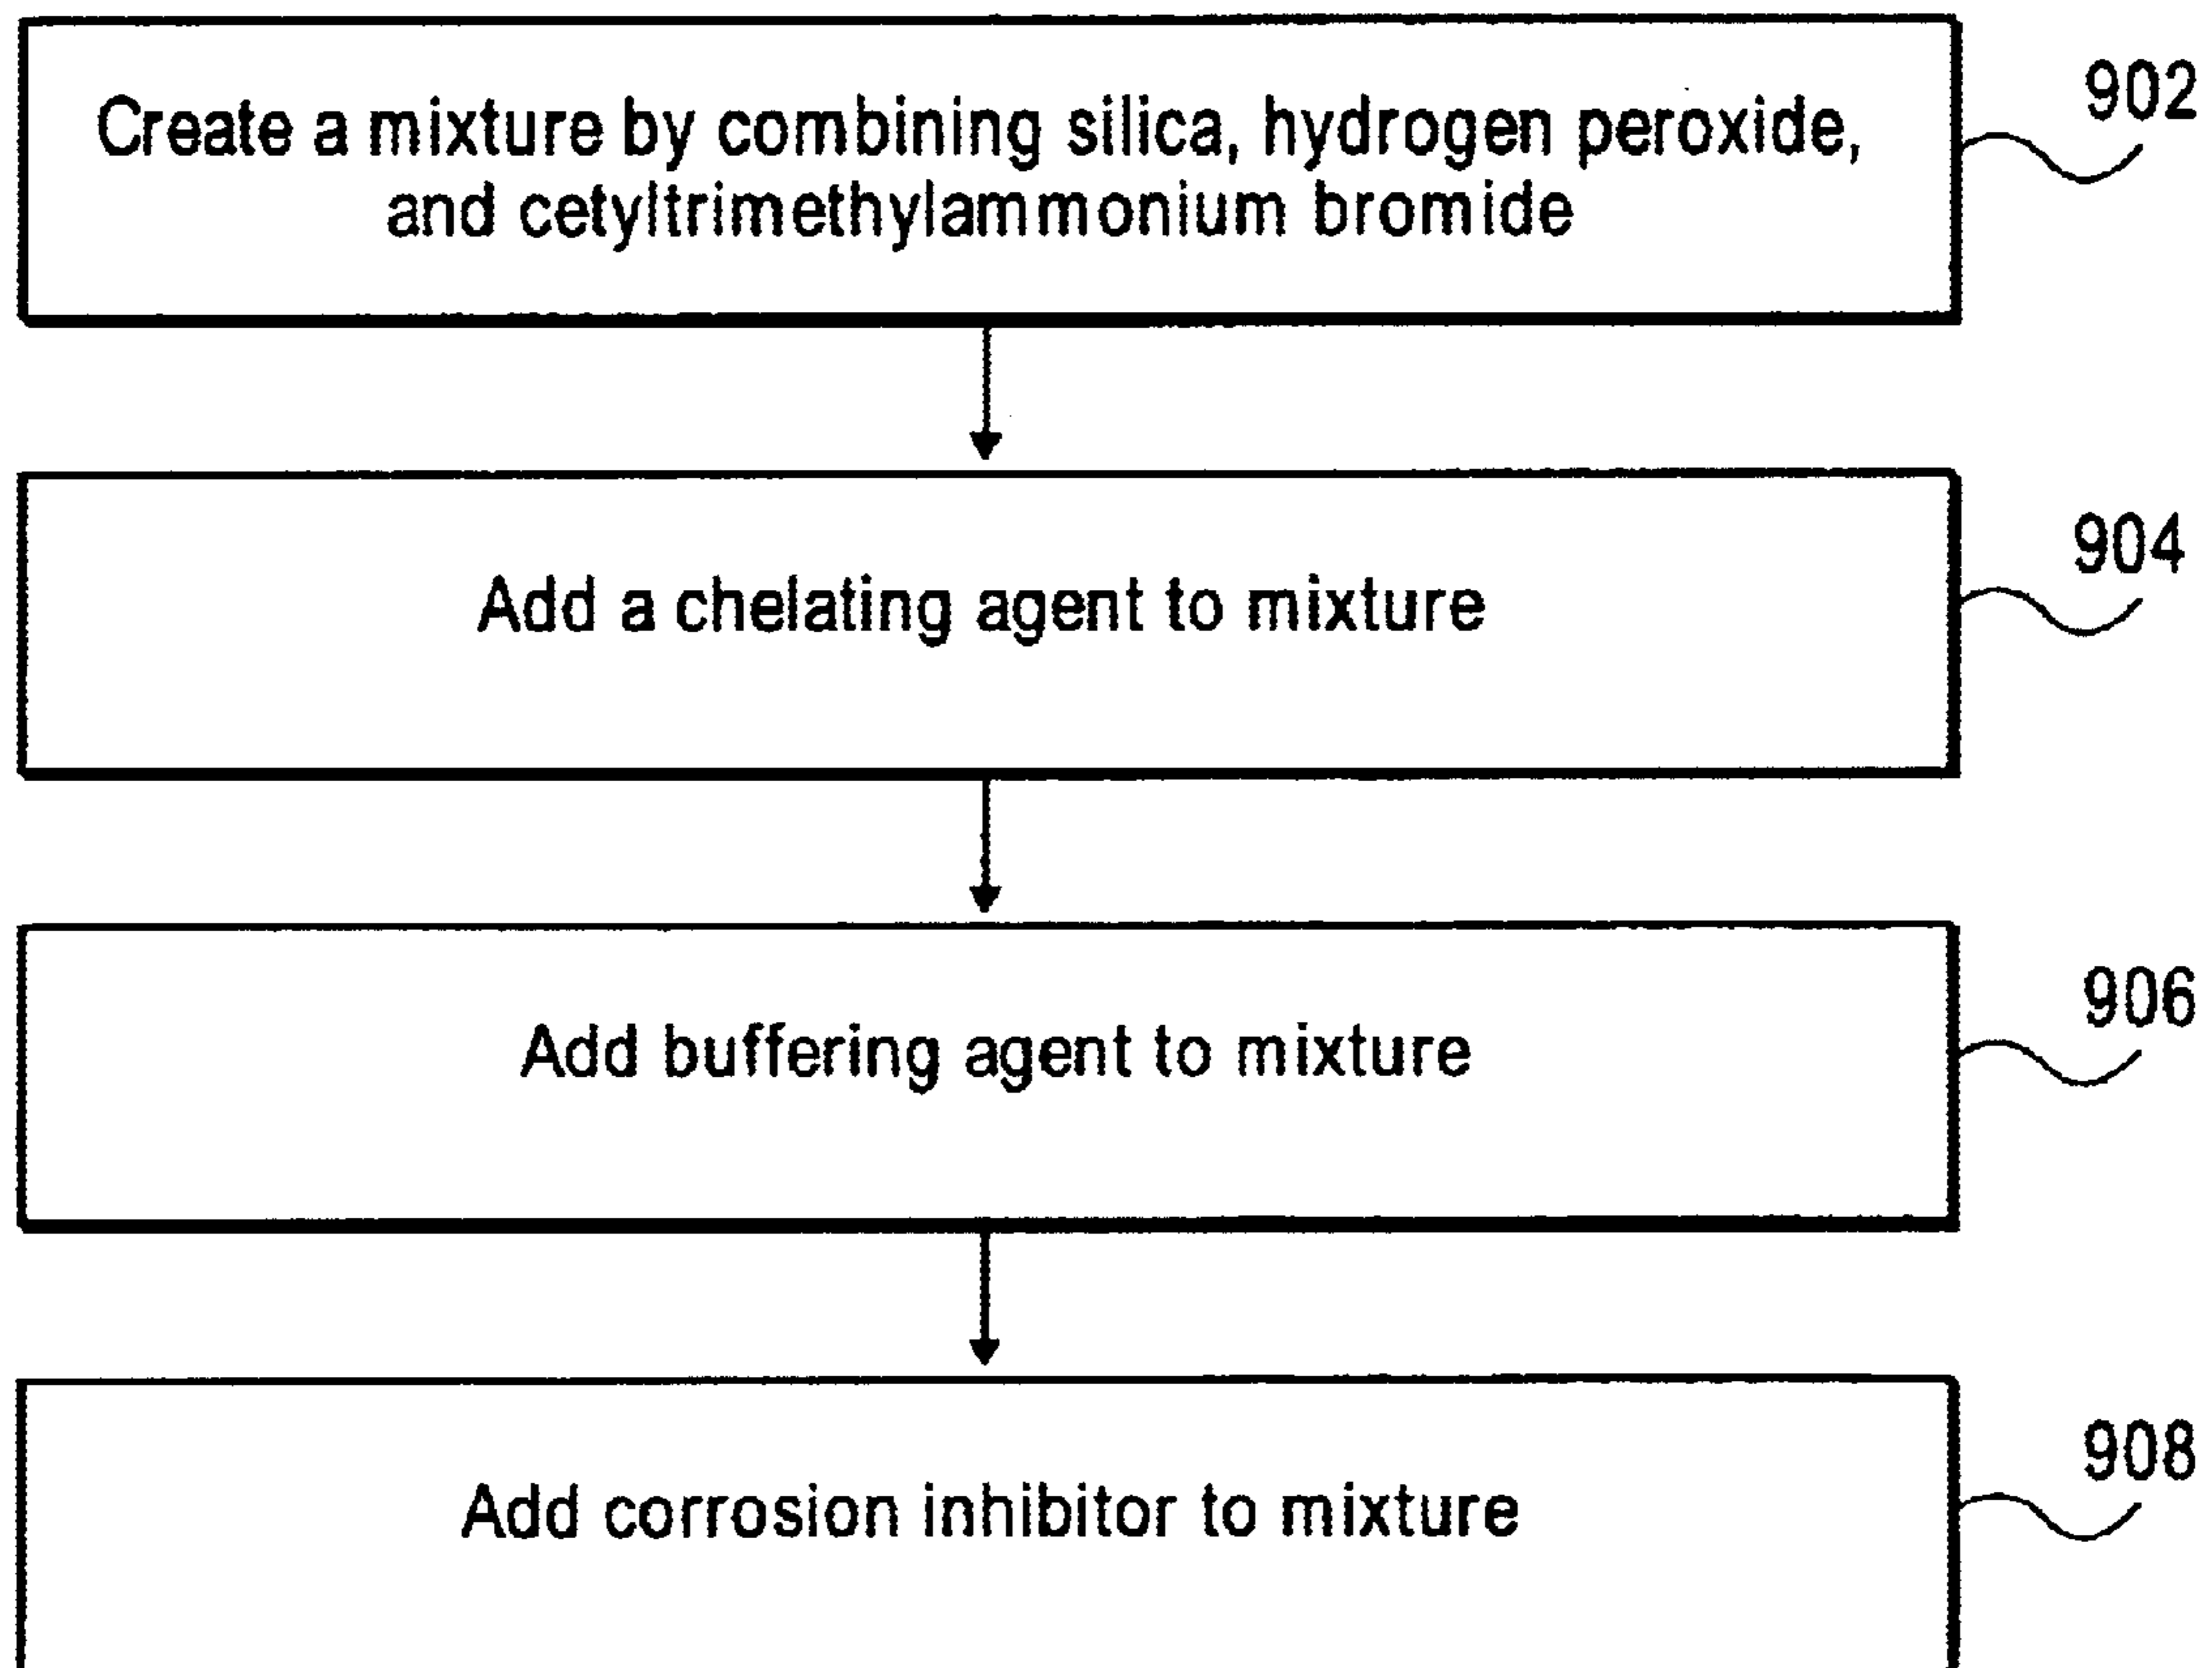 Create a mixture by combining silica, hydrogen peroxide,
and cetyltrimethylammonium bromide
902
Add a chelating agent to mixture
904
Add buffering agent to mixture
906
Add corrosion inhibitor to mixture
908